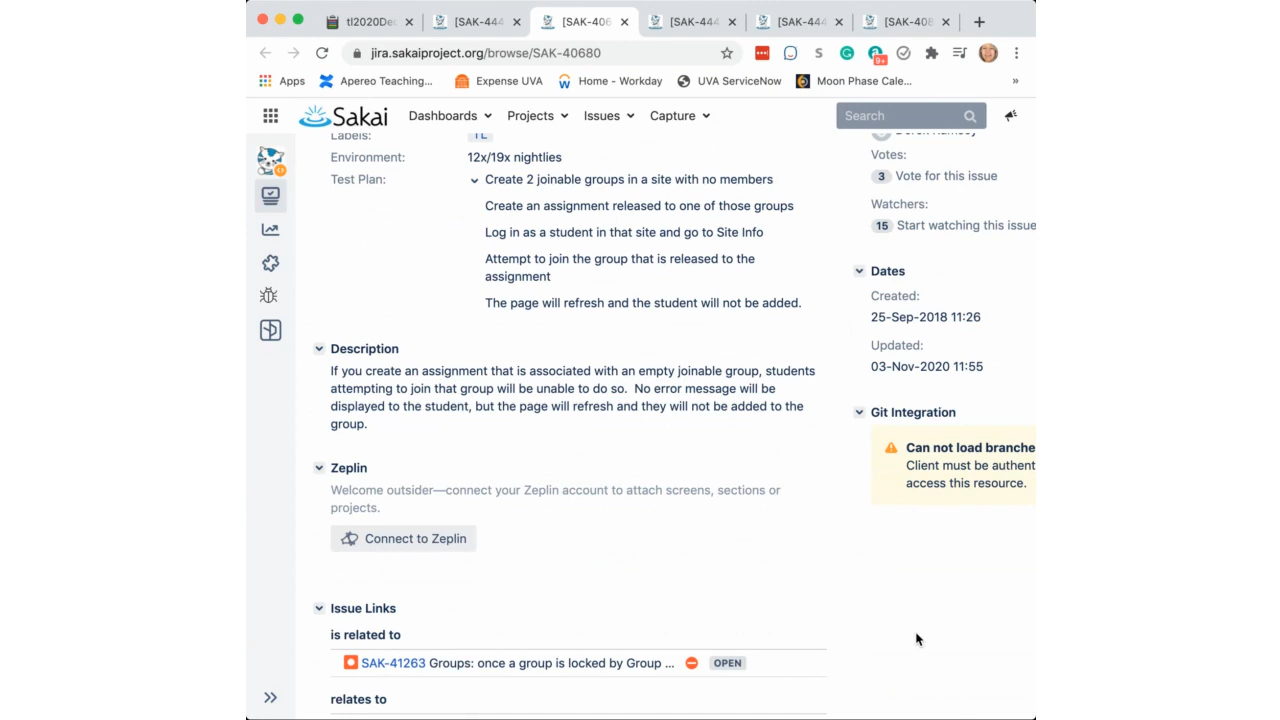 tl2020Dec
[SAK-444
[SAK-406
[SAK-444
[SAK-444
[SAK-408
jira.sakaiproject.org/browse/SAK-40680
S
9+
Apps
Apereo Teaching...
Expense UVA
Home - Workday
UVA ServiceNow
Moon Phase Cale...
»
Sakai
Dashboards
Projects
Issues
Capture
Search
Labels:
TL
Environment:
12x/19x nightlies
Test Plan:
Create 2 joinable groups in a site with no members
Create an assignment released to one of those groups
Log in as a student in that site and go to Site Info
Attempt to join the group that is released to the
assignment
The page will refresh and the student will not be added.
Description
If you create an assignment that is associated with an empty joinable group, students
attempting to join that group will be unable to do so. No error message will be
displayed to the student, but the page will refresh and they will not be added to the
group.
Zeplin
Welcome outsider—connect your Zeplin account to attach screens, sections or
projects.
Connect to Zeplin
Issue Links
is related to
SAK-41263 Groups: once a group is locked by Group ...
OPEN
relates to
Derek Ramsey
Votes:
3 Vote for this issue
Watchers:
15 Start watching this issue
Dates
Created:
25-Sep-2018 11:26
Updated:
03-Nov-2020 11:55
Git Integration
Can not load branche
Client must be authent
access this resource.